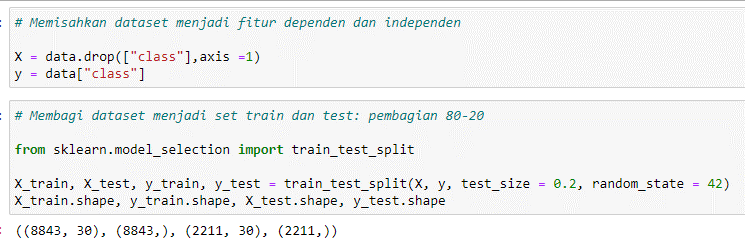 # Memisahkan dataset menjadi fitur dependen dan independen
X = data.drop(["class"],axis =1)
y = data["class"]
# Membagi dataset menjadi set train dan test: pembagian 80-20
from sklearn.model_selection import train_test_split
X_train, X_test, y_train, y_test = train_test_split(X, y, test_size = 0.2, random_state = 42)
X_train.shape, y_train.shape, X_test.shape, y_test.shape
((8843, 30), (8843,), (2211, 30), (2211,))